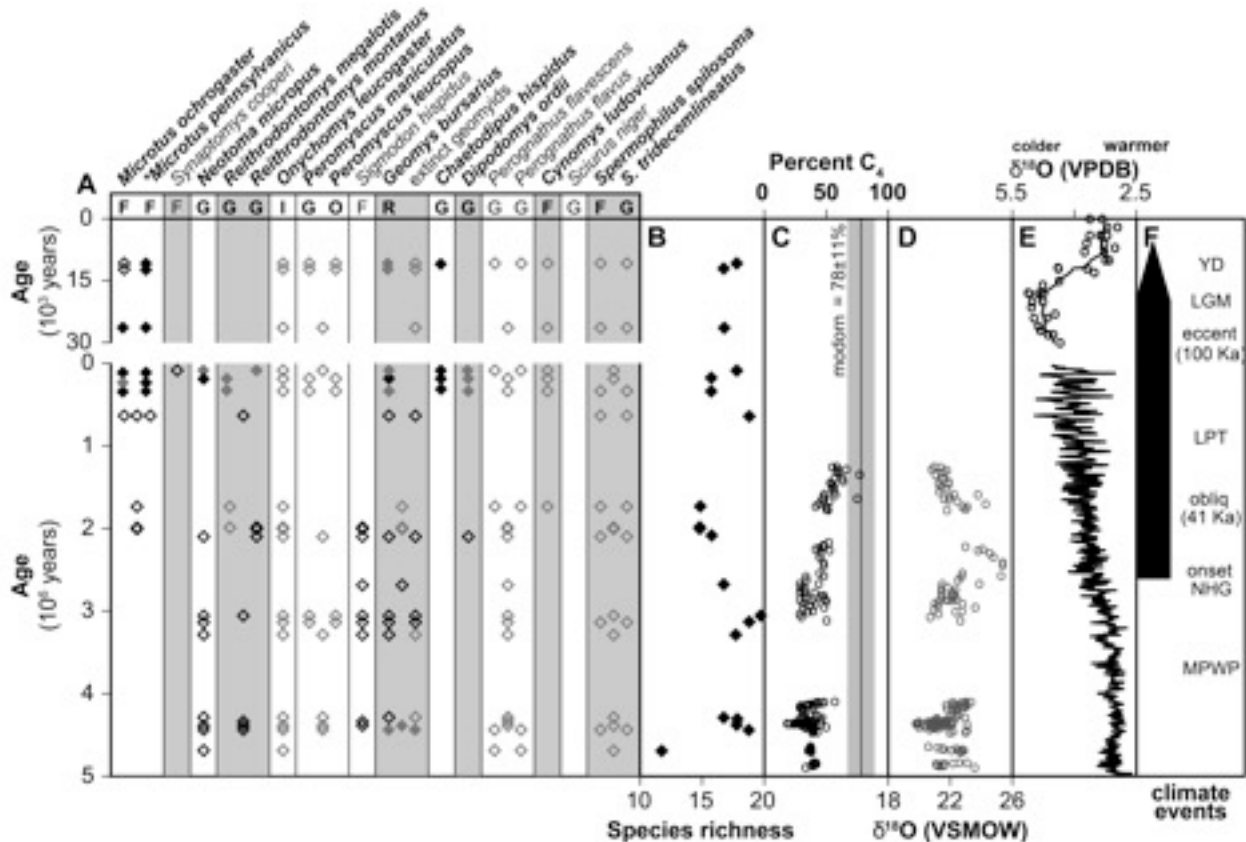 Microtus ochrogaster
*Microtus pennsylvanicus
Synaptomys cooperi
Neotoma micropus
Reithrodontomys megalotis
Reithrodontomys montanus
Onychomys leucogaster
Peromyscus maniculatus
Peromyscus leucopus
Sigmodon hispidus
Geomys bursarius
extinct geomyids
Chaetodipus hispidus
Dipodomys ordii
Perognathus flavescens
Perognathus flavus
Cynomys ludovicianus
Sciurus niger
Spermophilus spilosoma
S. tridecemlineatus
colder warmer
Percent C4 δ18O (VPDB)
A 0 50 100 5.5 2.5
F F F G G G I G O F R G G G G F G F G
0 B C D E F
Age
(10³ years)
15
30
modom = 78±11%
YD
LGM
eccent
(100 Ka)
0
1
2
3
4
5
Age
(10⁶ years)
LPT
obliq
(41 Ka)
onset
NHG
MPWP
10 15 20 18 22 26
Species richness δ18O (VSMOW)
climate
events